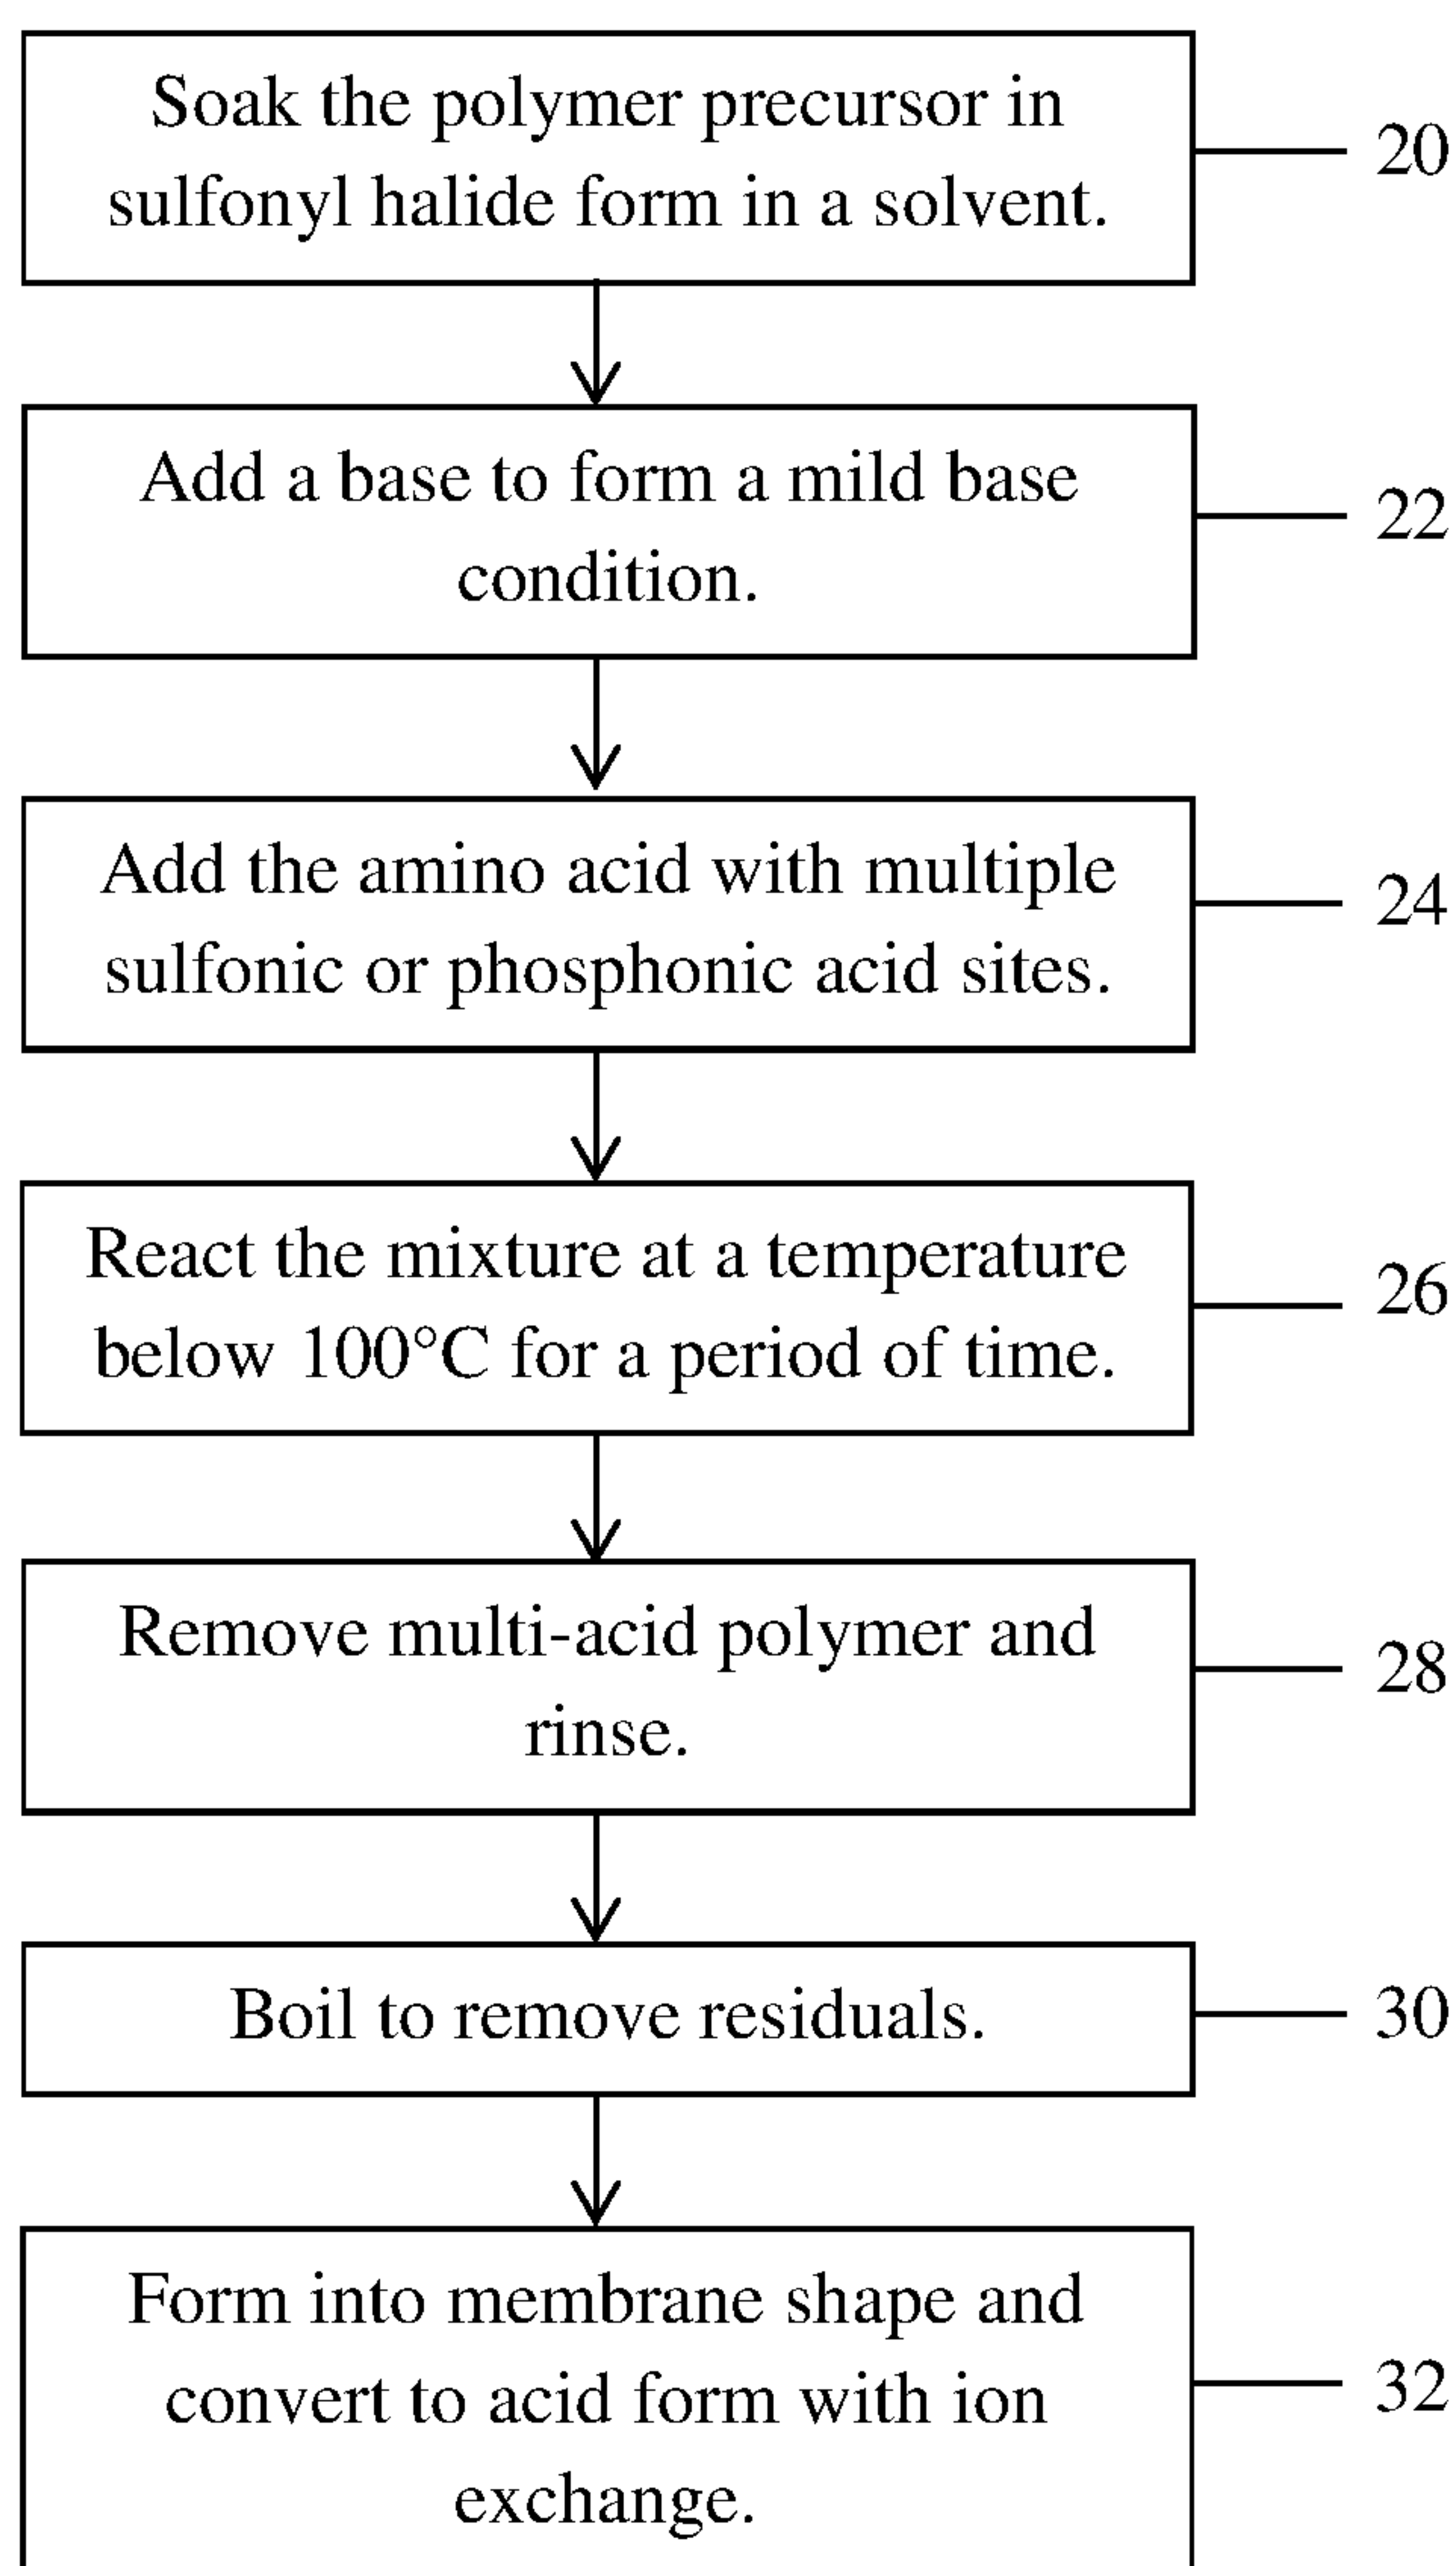 Soak the polymer precursor in
sulfonyl halide form in a solvent.
20
Add a base to form a mild base
condition.
22
Add the amino acid with multiple
sulfonic or phosphonic acid sites.
24
React the mixture at a temperature
below 100°C for a period of time.
26
Remove multi-acid polymer and
rinse.
28
Boil to remove residuals.
30
Form into membrane shape and
convert to acid form with ion
exchange.
32